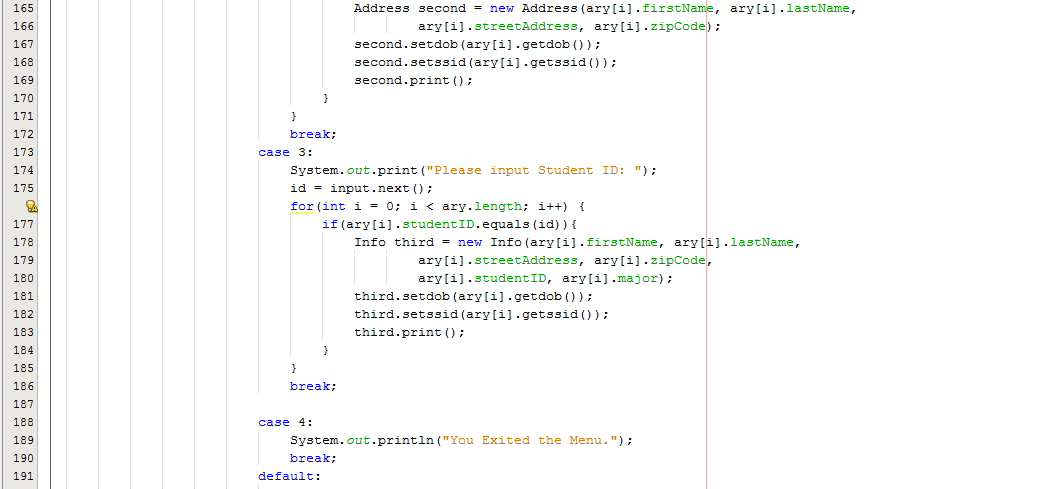 165 Address second = new Address(ary[i].firstName, ary[i].lastName,
166 ary[i].streetAddress, ary[i].zipCode);
167 second.setdob(ary[i].getdob());
168 second.setssid(ary[i].getssid());
169 second.print();
170 }
171 }
172 break;
173 case 3:
174 System.out.print("Please input Student ID: ");
175 id = input.next();
for(int i = 0; i < ary.length; i++) {
177 if(ary[i].studentID.equals(id)){
178 Info third = new Info(ary[i].firstName, ary[i].lastName,
179 ary[i].streetAddress, ary[i].zipCode,
180 ary[i].studentID, ary[i].major);
181 third.setdob(ary[i].getdob());
182 third.setssid(ary[i].getssid());
183 third.print();
184 }
185 }
186 break;
187
188 case 4:
189 System.out.println("You Exited the Menu.");
190 break;
191 default: